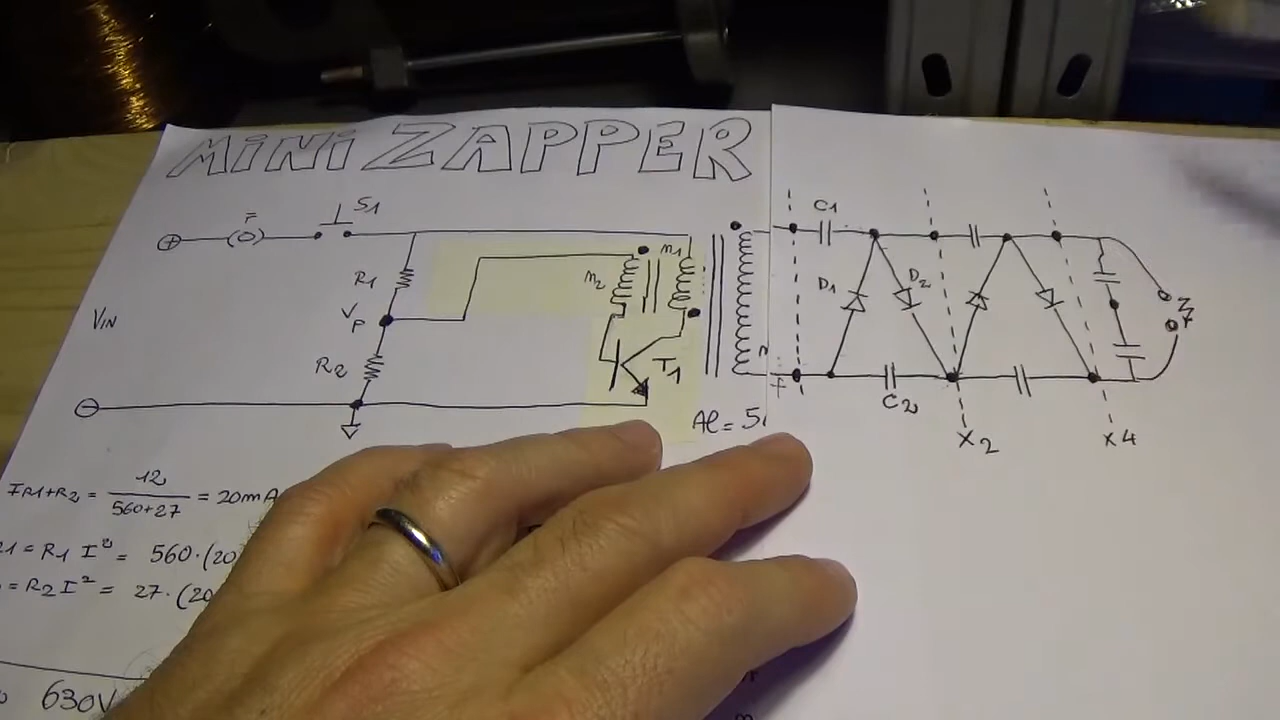 MINI ZAPPER
F
S1
C1
R1
n2
n1
D1
D2
VIN
VP
R2
T1
n
+
C2
Al = 5
X2
X4
IR1+R2 = 12 / 560+27 = 20mA
1 = R1 I² = 560·(20
= R2 I² = 27·(20
630V